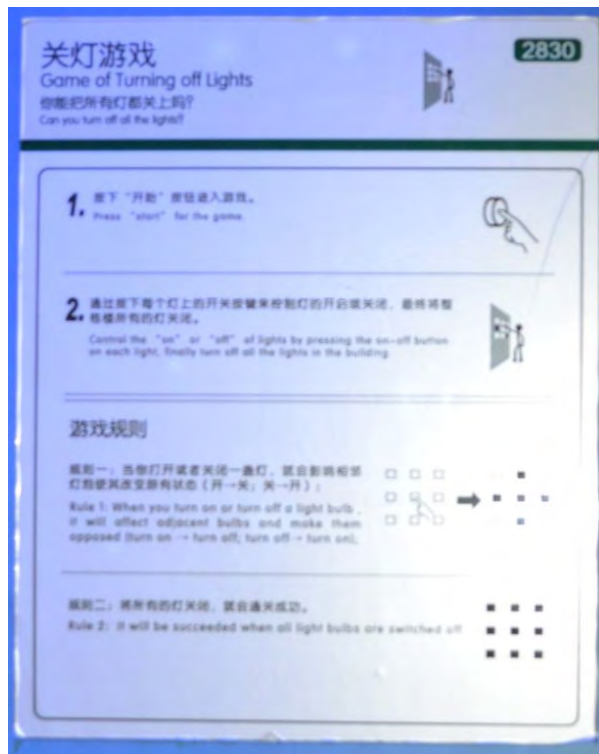 关灯游戏
2830
Game of Turning off Lights
你能把所有灯都关上吗?
Can you turn off all the lights?
1. 按下“开始”按钮进入游戏。
Press "start" for the game.
2. 通过按下每个灯上的开关按键来控制灯的开启或关闭,最终将整
栋楼所有的灯关闭。
Control the "on" or "off" of lights by pressing the on-off button
on each light, finally turn off all the lights in the building.
游戏规则
规则一:当你打开或者关闭一盏灯,就会影响相邻
灯泡使其改变原有状态(开→关;关→开);
Rule 1: When you turn on or turn off a light bulb,
it will affect adjacent bulbs and make them
opposed (turn on → turn off; turn off → turn on);
规则二:将所有的灯关闭,就会通关成功。
Rule 2: It will be succeeded when all light bulbs are switched off